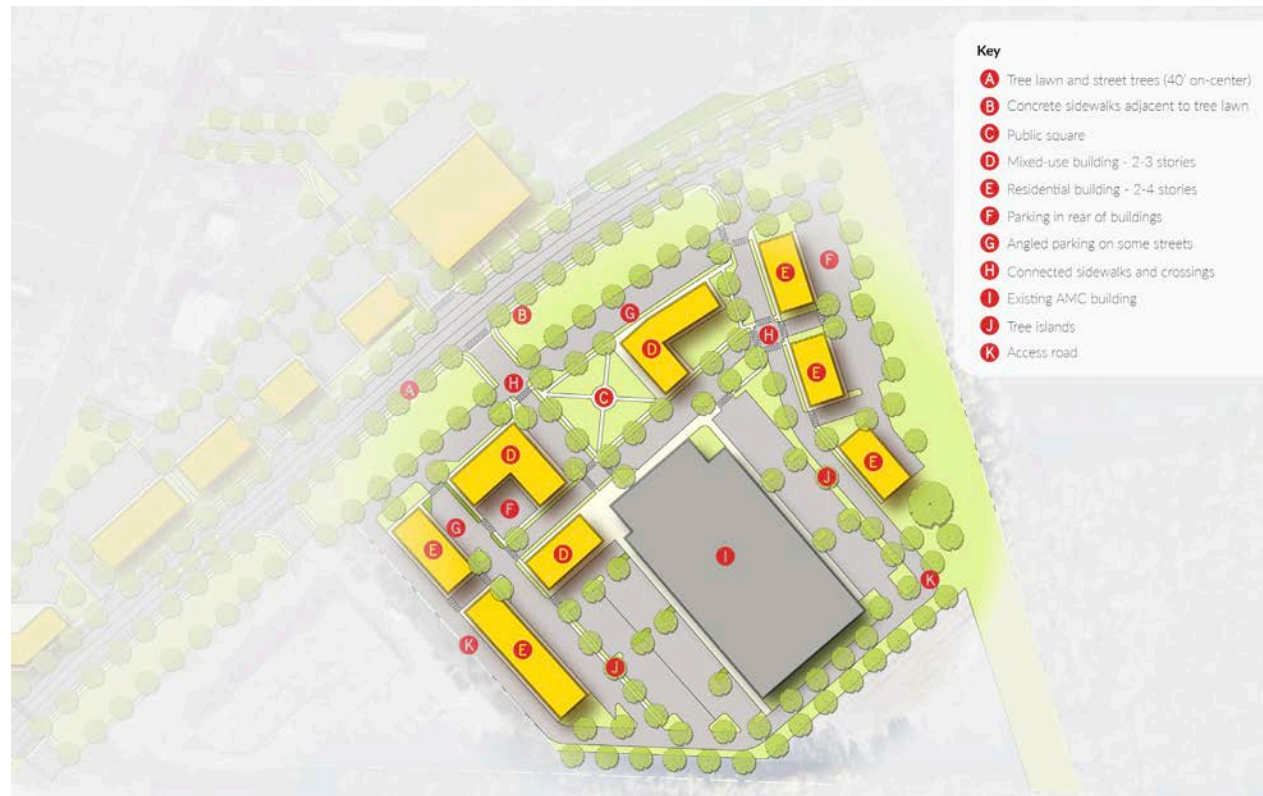 Key
A Tree lawn and street trees (40' on-center)
B Concrete sidewalks adjacent to tree lawn
C Public square
D Mixed-use building - 2-3 stories
E Residential building - 2-4 stories
F Parking in rear of buildings
G Angled parking on some streets
H Connected sidewalks and crossings
I Existing AMC building
J Tree islands
K Access road
E
F
G
B
D
H
E
A
H
C
D
E
J
F
G
E
D
I
K
K
E
J